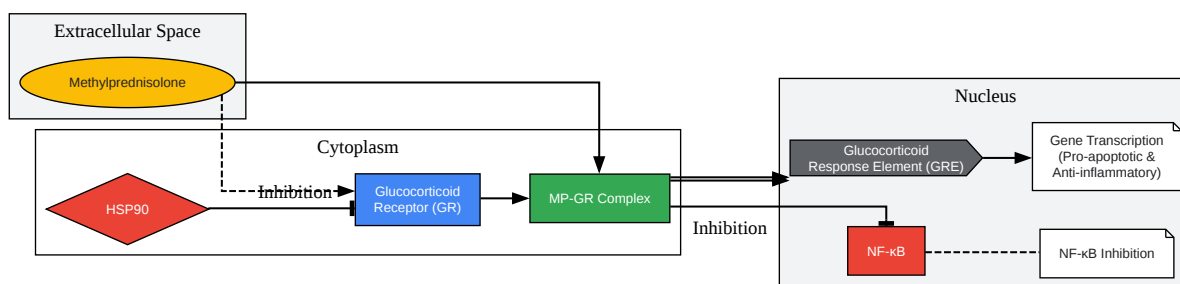 Extracellular Space
Methylprednisolone
Cytoplasm
HSP90
Inhibition
Glucocorticoid
Receptor (GR)
MP-GR Complex
Inhibition
Nucleus
Glucocorticoid
Response Element (GRE)
Gene Transcription
(Pro-apoptotic &
Anti-inflammatory)
NF-κB
NF-κB Inhibition